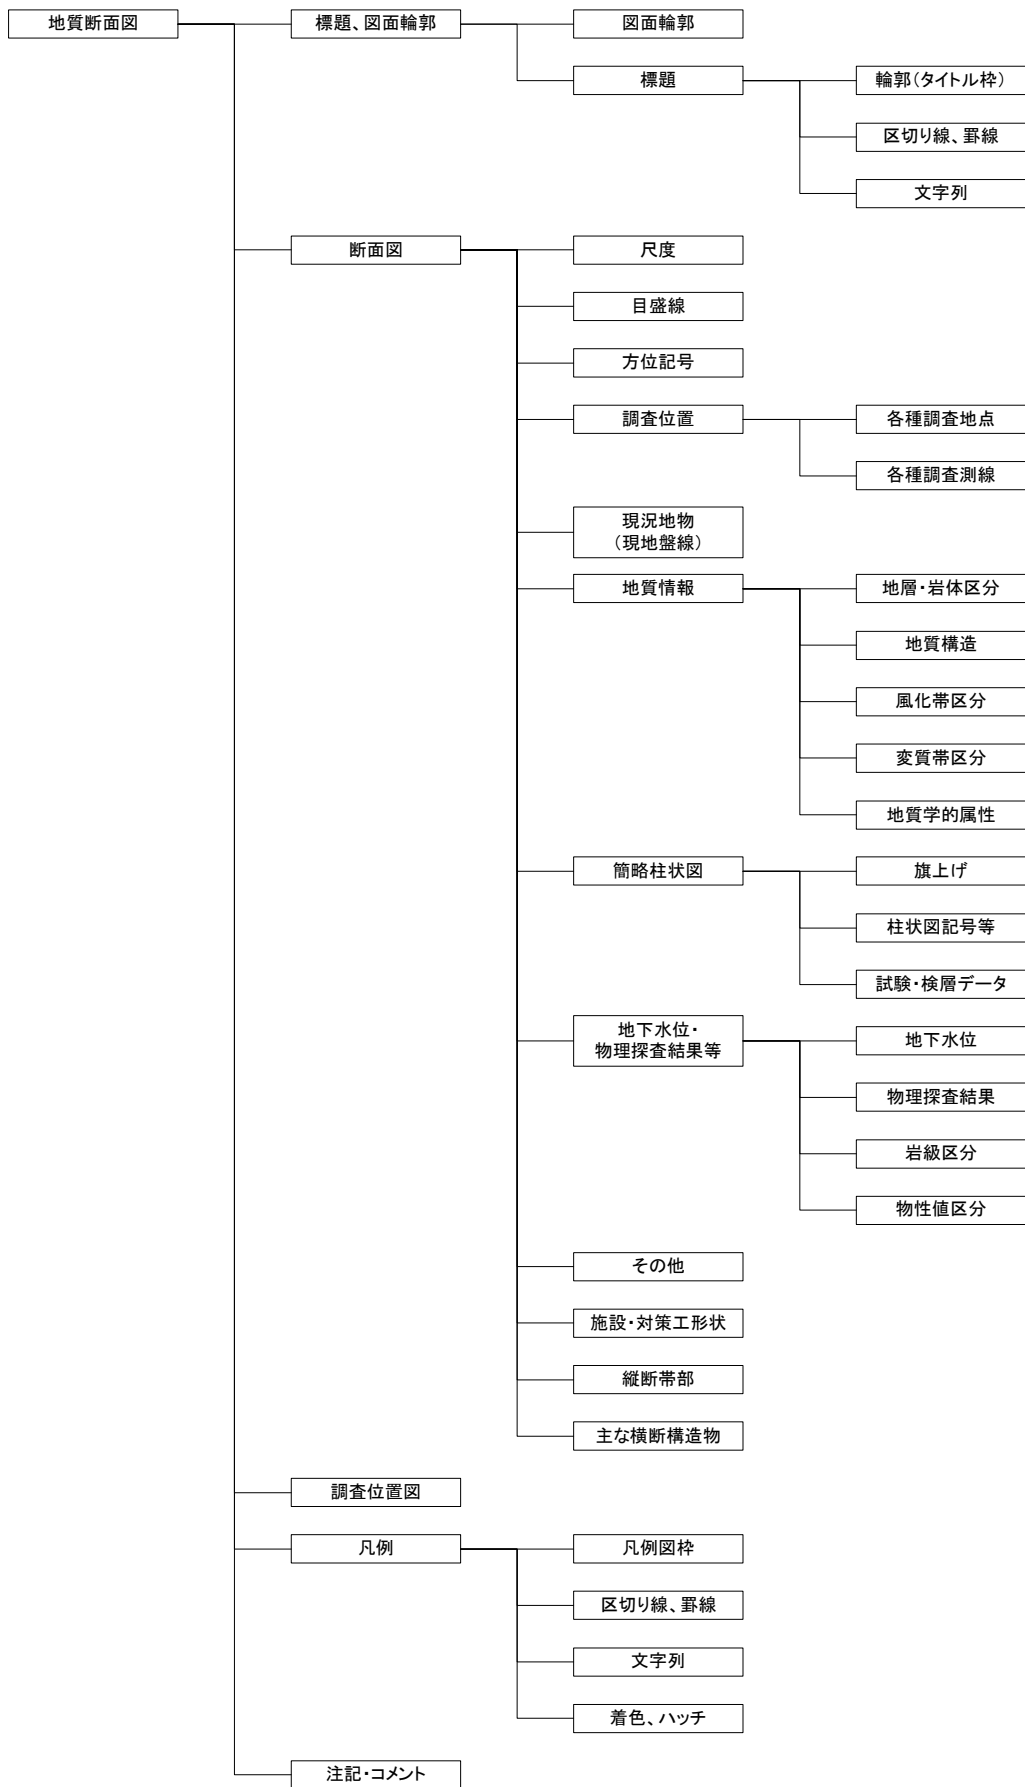 地質断面図
標題、図面輪郭
図面輪郭
標題
輪郭(タイトル枠)
区切り線、罫線
文字列
断面図
尺度
目盛線
方位記号
調査位置
各種調査地点
各種調査測線
現況地物
(現地盤線)
地質情報
地層・岩体区分
地質構造
風化帯区分
変質帯区分
地質学的属性
簡略柱状図
旗上げ
柱状図記号等
試験・検層データ
地下水位・
物理探査結果等
地下水位
物理探査結果
岩級区分
物性値区分
その他
施設・対策工形状
縦断帯部
主な横断構造物
調査位置図
凡例
凡例図枠
区切り線、罫線
文字列
着色、ハッチ
注記・コメント